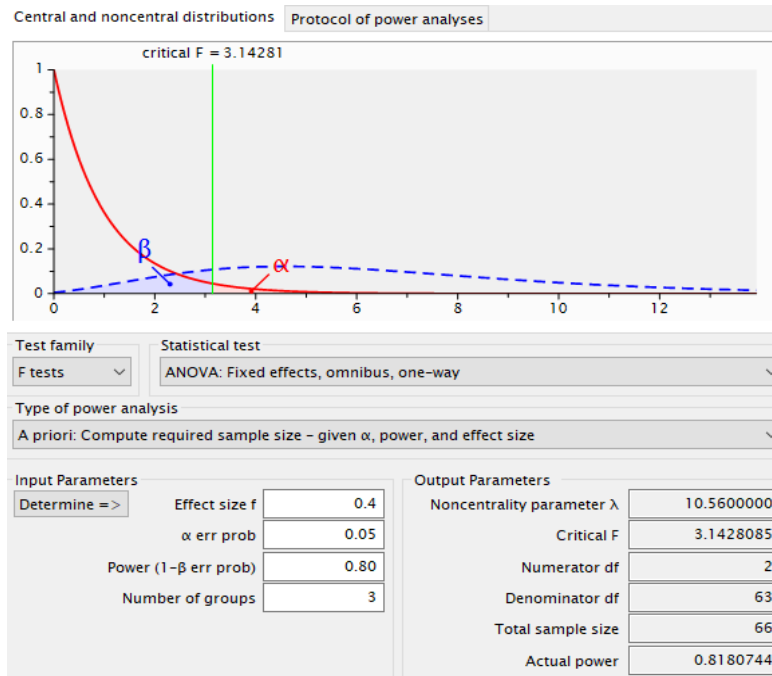 Central and noncentral distributions Protocol of power analyses
critical F = 3.14281
1
0.8
0.6
0.4
0.2
0
β
α
0 2 4 6 8 10 12
Test family Statistical test
F tests ANOVA: Fixed effects, omnibus, one-way
Type of power analysis
A priori: Compute required sample size - given α, power, and effect size
Input Parameters Output Parameters
Determine => Effect size f 0.4 Noncentrality parameter λ 10.5600000
α err prob 0.05 Critical F 3.1428085
Power (1-β err prob) 0.80 Numerator df 2
Number of groups 3 Denominator df 63
Total sample size 66
Actual power 0.8180744